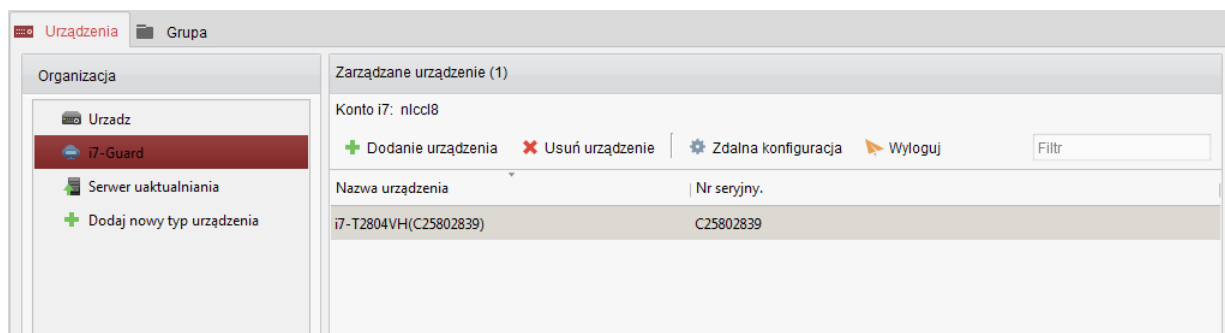 Urządzenia Grupa
Organizacja
Urzadz
i7-Guard
Serwer uaktualniania
Dodaj nowy typ urządzenia
Zarządzane urządzenie (1)
Konto i7: nlccl8
Dodanie urządzenia Usuń urządzenie Zdalna konfiguracja Wyloguj Filtr
Nazwa urządzenia Nr seryjny.
i7-T2804VH(C25802839) C25802839